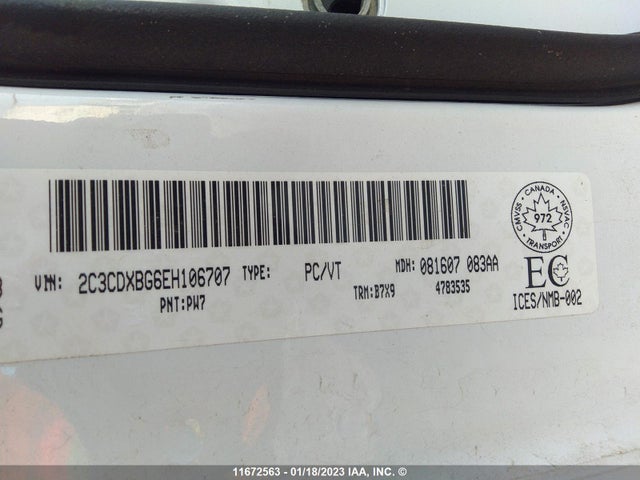 CMVSS · CANADA · NSVAC
972
TRANSPORT
VIN: 2C3CDXBG6EH106707 TYPE: PC/VT MDH: 081607 083AA
PNT:PW7 TRM:B7X9 4783535
EC
ICES/NMB-002
11672563 - 01/18/2023 IAA, INC. ©